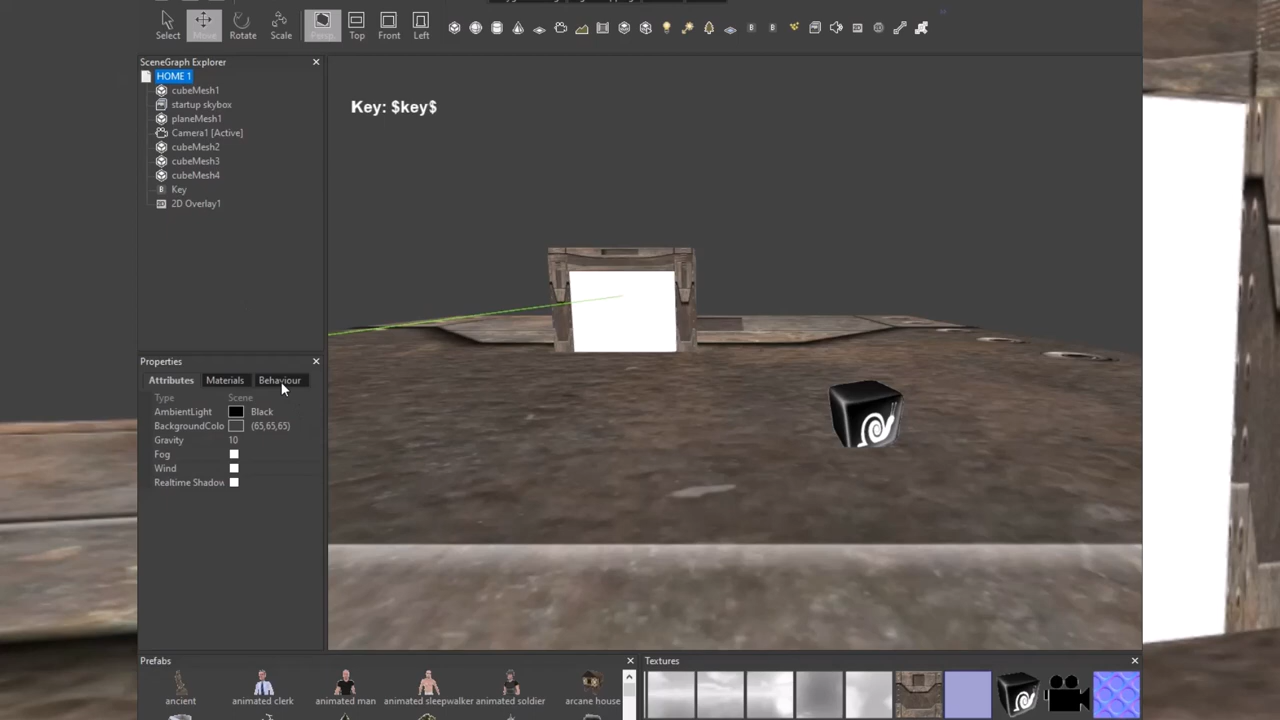 Select Move Rotate Scale Persp. Top Front Left
SceneGraph Explorer
HOME 1
cubeMesh1
startup skybox
planeMesh1
Camera1 [Active]
cubeMesh2
cubeMesh3
cubeMesh4
Key
2D Overlay1
Key: $key$
Properties
Attributes Materials Behaviour
Type Scene
AmbientLight Black
BackgroundColo (65,65,65)
Gravity 10
Fog
Wind
Realtime Shadow
Prefabs
ancient animated clerk animated man animated sleepwalker animated soldier arcane house
Textures